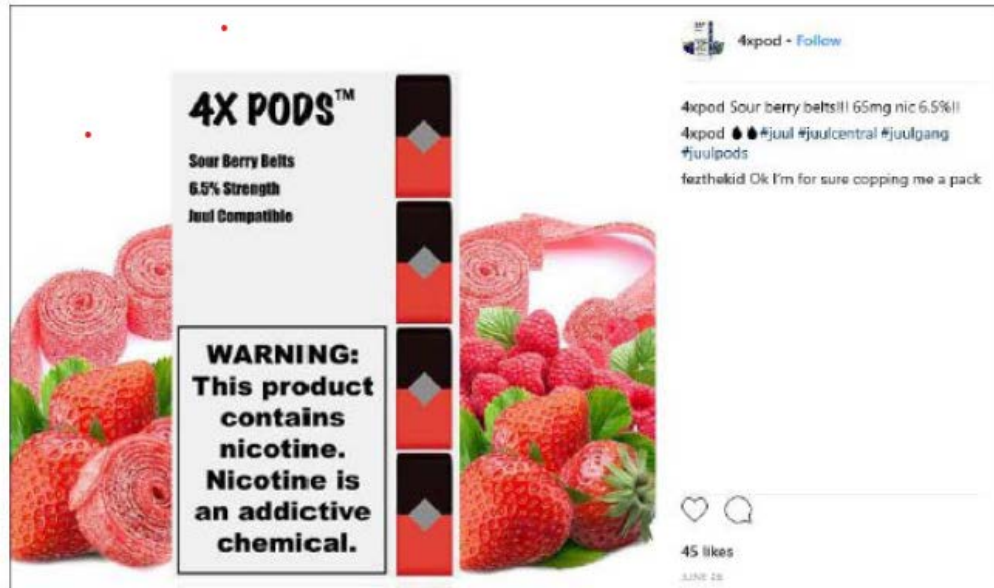 4X PODS™
Sour Berry Belts
6.5% Strength
Juul Compatible
WARNING:
This product
contains
nicotine.
Nicotine is
an addictive
chemical.
4xpod • Follow
4xpod Sour berry belts!!! 65mg nic 6.5%!!
4xpod 💧💧#juul #juulcentral #juulgang
#juulpods
fezthekid Ok I'm for sure copping me a pack
45 likes
JUNE 26